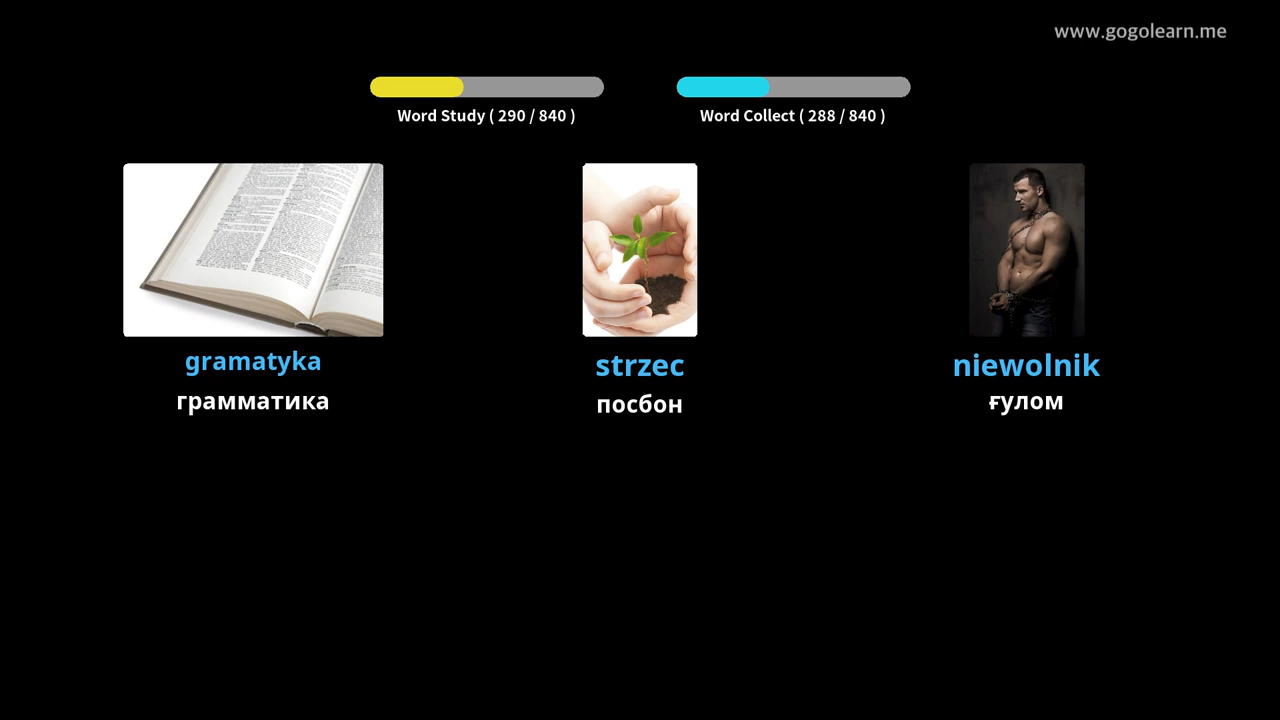 www.gogolearn.me
Word Study ( 290 / 840 )
Word Collect ( 288 / 840 )
gramatyka
strzec
niewolnik
грамматика
посбон
ғулом